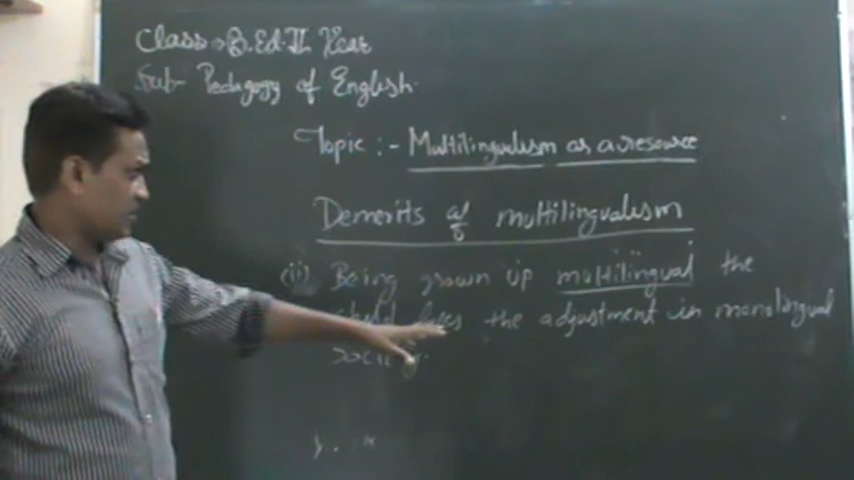 Class → B.Ed. II Year
Sub- Pedagogy of English.
Topic :- Multilingualism as a resource
Demerits of multilingualism
(ii) Being grown up multilingual the
child the adjustment in monolingual